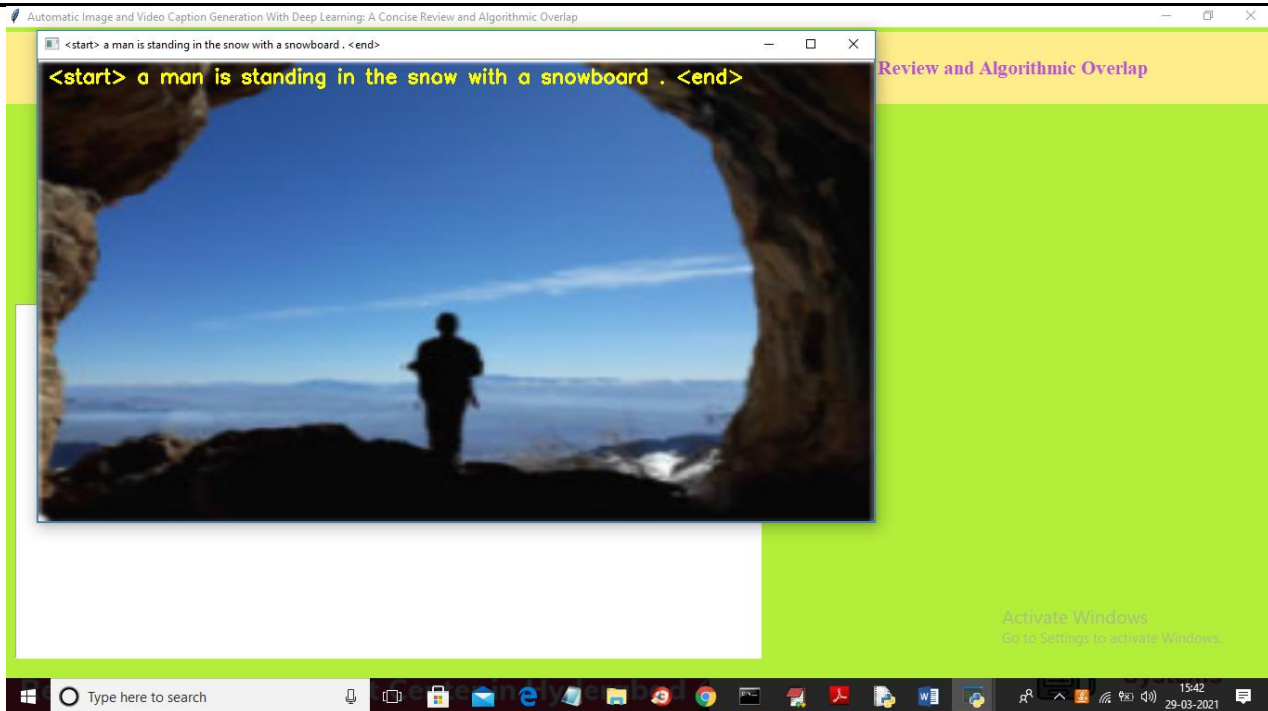 Automatic Image and Video Caption Generation With Deep Learning: A Concise Review and Algorithmic Overlap
<start> a man is standing in the snow with a snowboard . <end>
<start> a man is standing in the snow with a snowboard . <end>
Review and Algorithmic Overlap
Activate Windows
Go to Settings to activate Windows.
Type here to search
15:42
29-03-2021